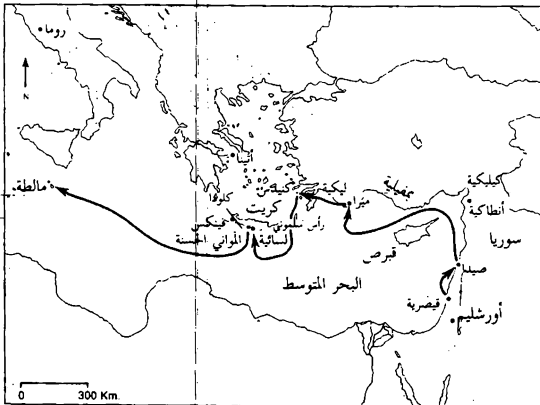 روما
N
أثينا
كنيدس
ليكية
ميرا
بمفيلية
كيليكية
أنطاكية
سوريا
مالطة
كلودا
كريت
فينكس
رأس سلموني
لسائية
المواني الحسنة
قبرص
صيدا
البحر المتوسط
قيصرية
أورشليم
0 300 Km.